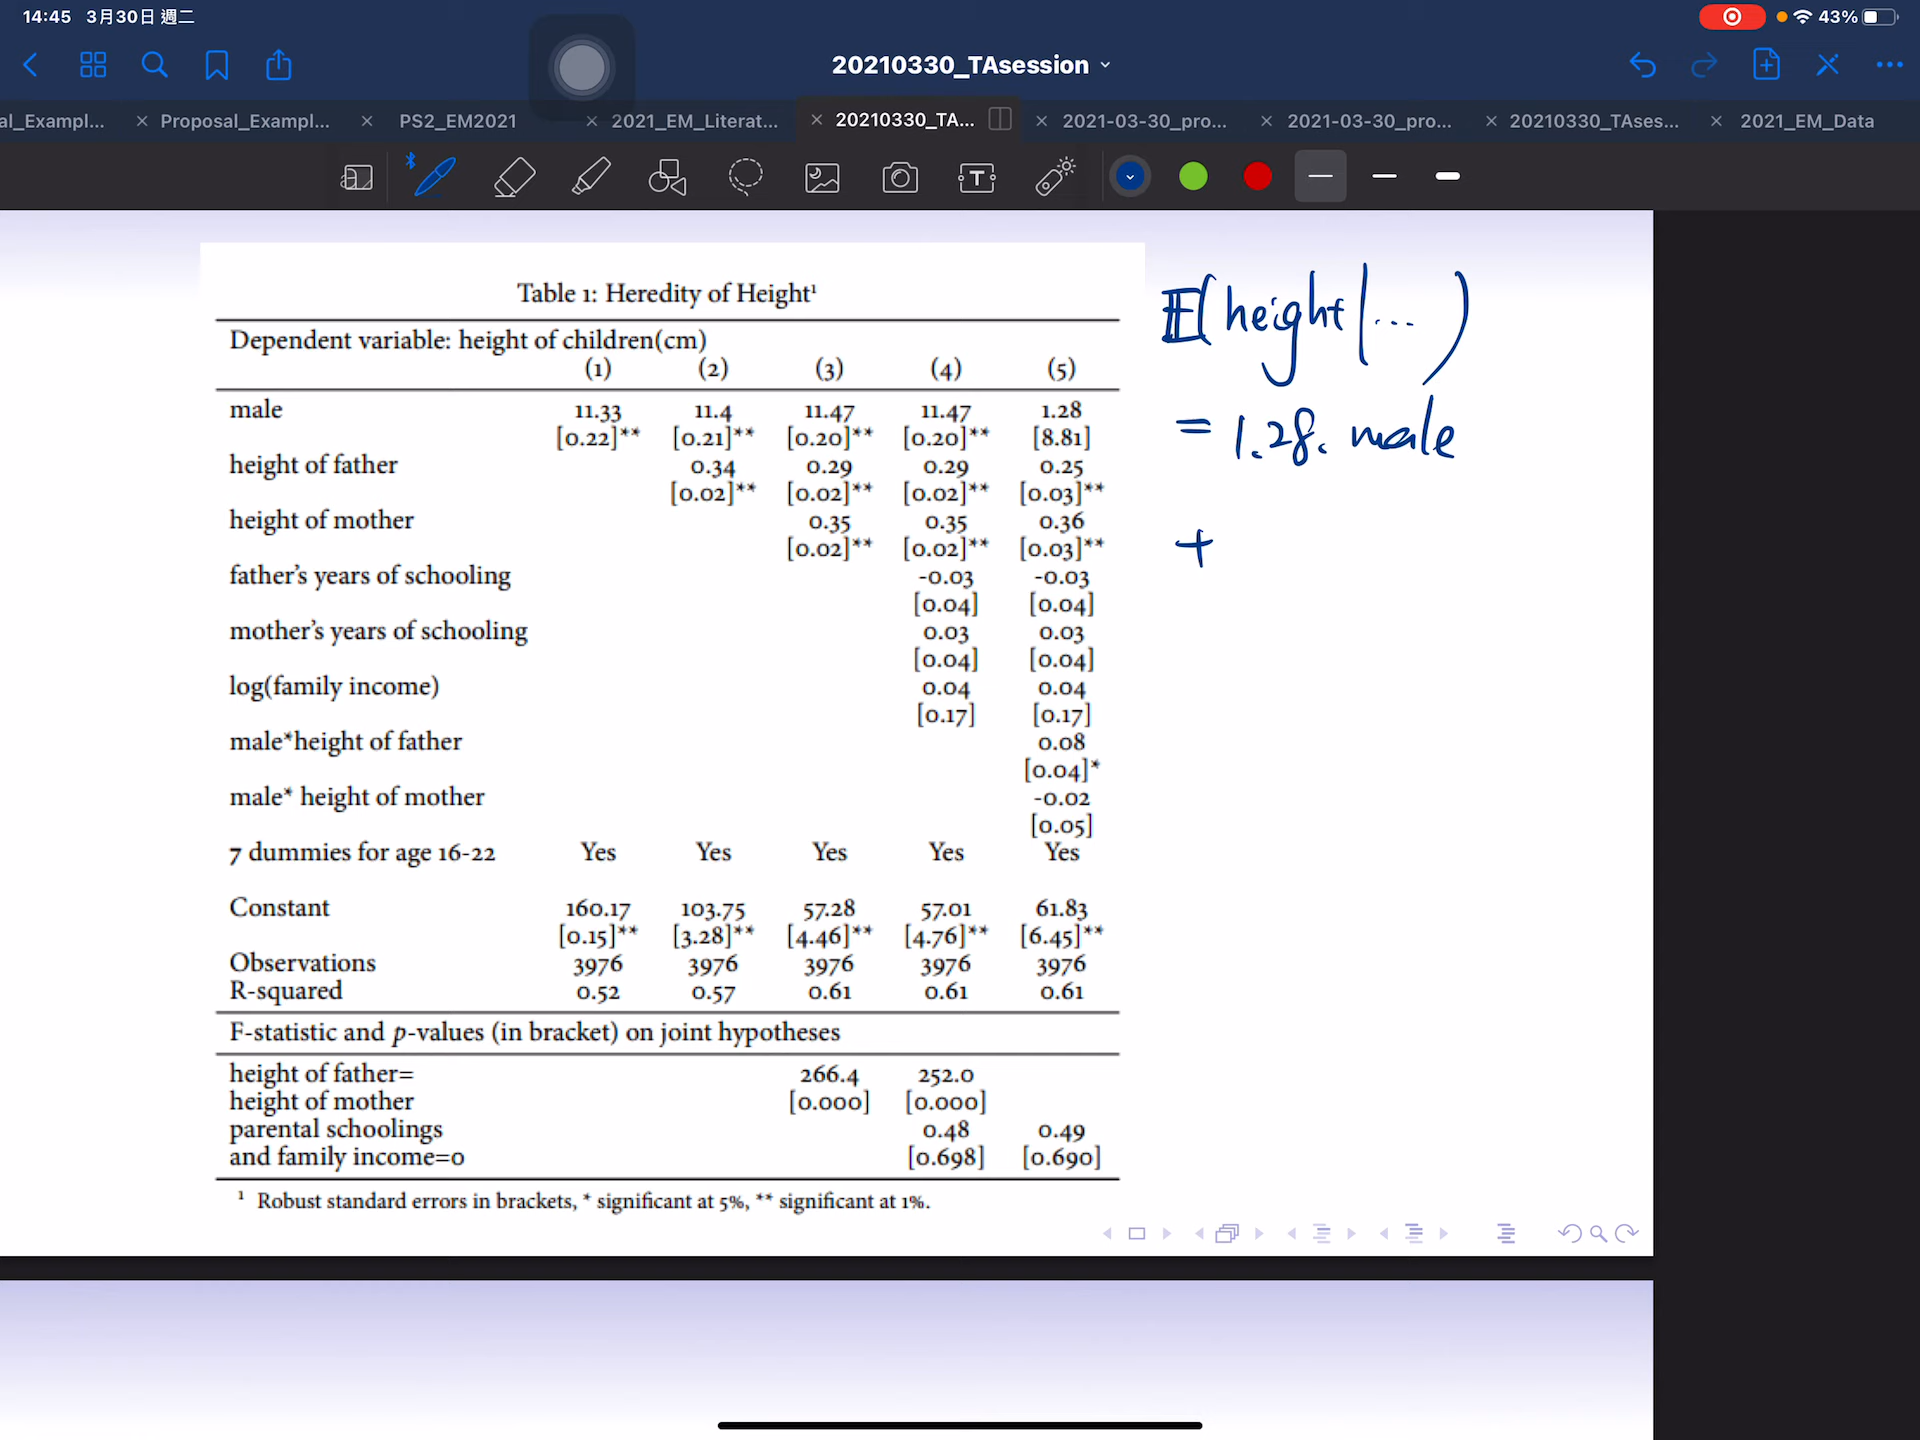 14:45 3月30日 週二 43%
20210330_TAsession
al_Exampl... × Proposal_Exampl... × PS2_EM2021 × 2021_EM_Literat... × 20210330_TA... × 2021-03-30_pro... × 2021-03-30_pro... × 20210330_TAses... × 2021_EM_Data
Table 1: Heredity of Height¹
Dependent variable: height of children(cm)
(1) (2) (3) (4) (5)
male 11.33 11.4 11.47 11.47 1.28
[0.22]** [0.21]** [0.20]** [0.20]** [8.81]
height of father 0.34 0.29 0.29 0.25
[0.02]** [0.02]** [0.02]** [0.03]**
height of mother 0.35 0.35 0.36
[0.02]** [0.02]** [0.03]**
father's years of schooling -0.03 -0.03
[0.04] [0.04]
mother's years of schooling 0.03 0.03
[0.04] [0.04]
log(family income) 0.04 0.04
[0.17] [0.17]
male*height of father 0.08
[0.04]*
male* height of mother -0.02
[0.05]
7 dummies for age 16-22 Yes Yes Yes Yes Yes
Constant 160.17 103.75 57.28 57.01 61.83
[0.15]** [3.28]** [4.46]** [4.76]** [6.45]**
Observations 3976 3976 3976 3976 3976
R-squared 0.52 0.57 0.61 0.61 0.61
F-statistic and p-values (in bracket) on joint hypotheses
height of father= 266.4 252.0
height of mother [0.000] [0.000]
parental schoolings 0.48 0.49
and family income=0 [0.698] [0.690]
¹ Robust standard errors in brackets, * significant at 5%, ** significant at 1%.
𝔼(height|... )
= 1.28. male
+